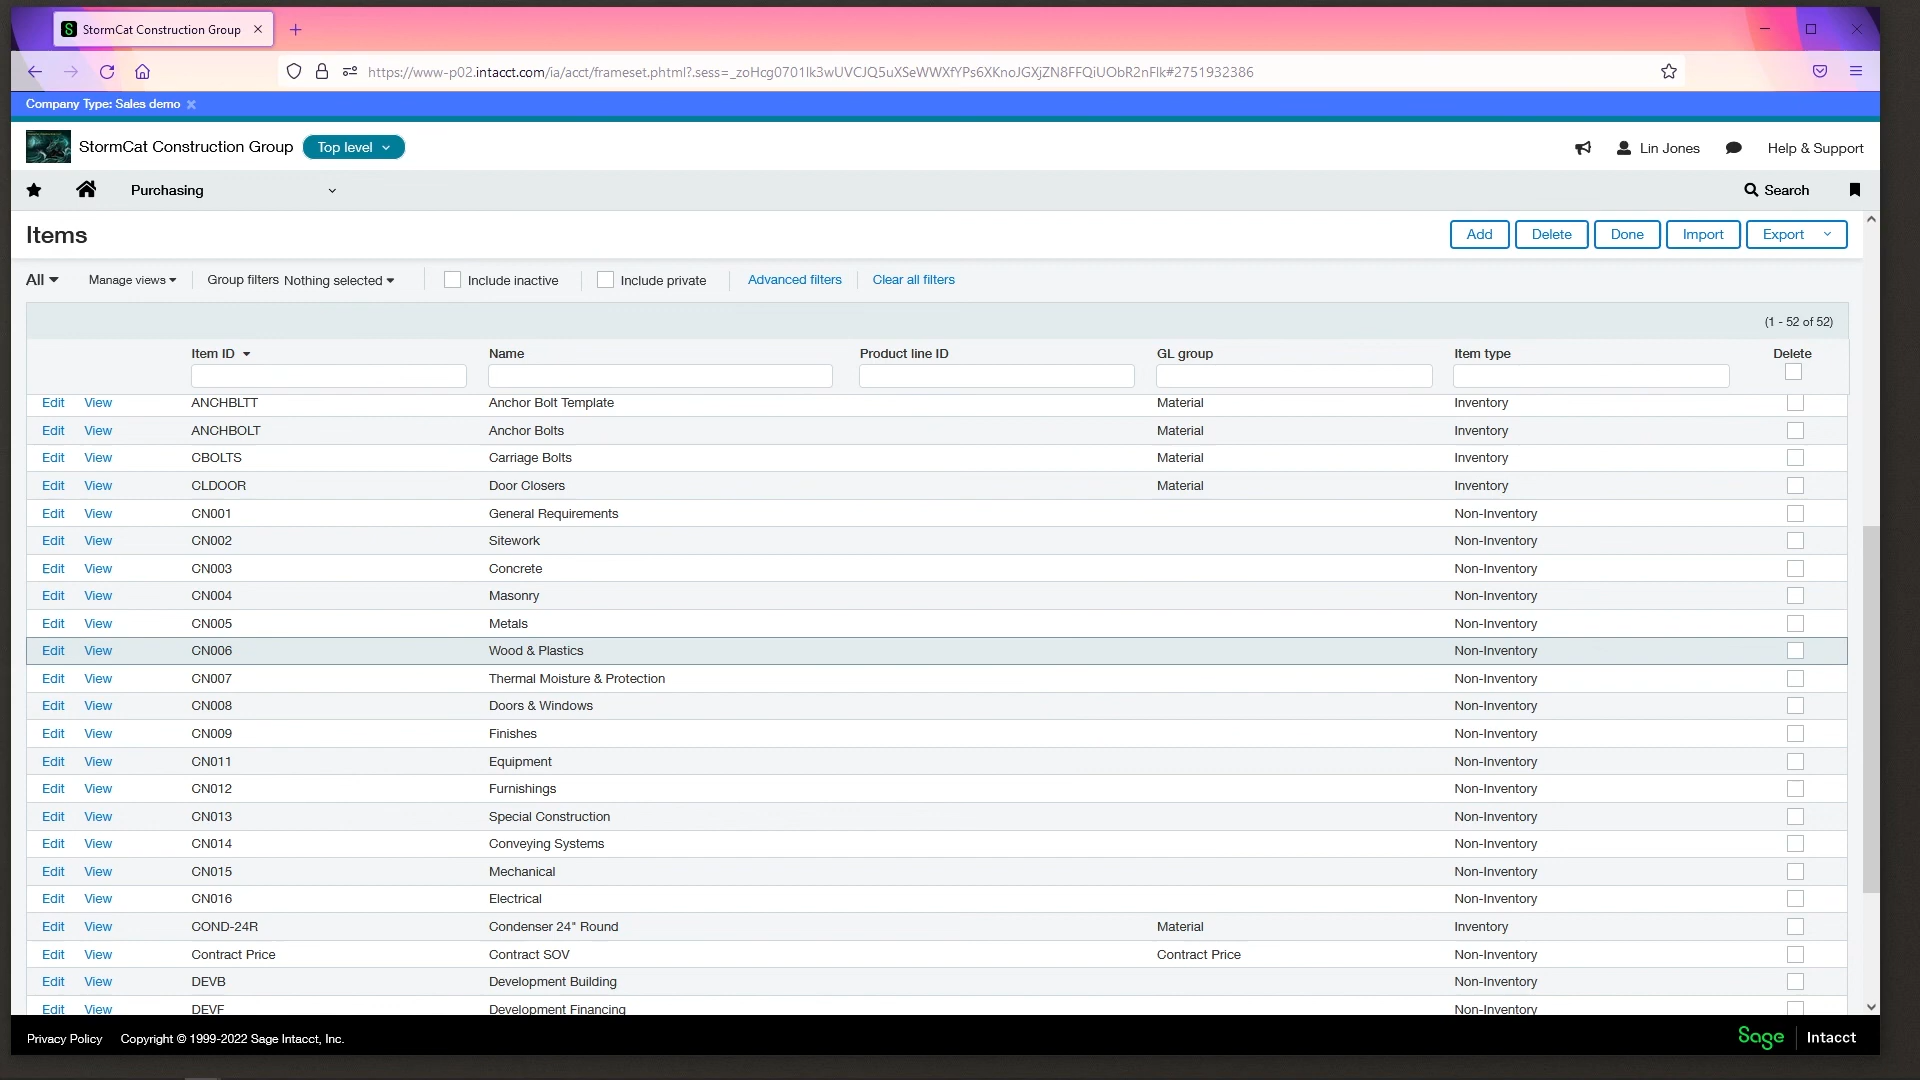 StormCat Construction Group
https://www-p02.intacct.com/ia/acct/frameset.phtml?.sess=_zoHcg0701lk3wUVCJQ5uXSeWWXfYPs6XKnoJGXjZN8FFQiUObR2nFlk#2751932386
Company Type: Sales demo
StormCat Construction Group Top level
Lin Jones Help & Support
Purchasing
Search
Items
Add Delete Done Import Export
All Manage views Group filters Nothing selected Include inactive Include private Advanced filters Clear all filters
(1 - 52 of 52)
Item ID Name Product line ID GL group Item type Delete
Edit View ANCHBLTT Anchor Bolt Template Material Inventory
Edit View ANCHBOLT Anchor Bolts Material Inventory
Edit View CBOLTS Carriage Bolts Material Inventory
Edit View CLDOOR Door Closers Material Inventory
Edit View CN001 General Requirements Non-Inventory
Edit View CN002 Sitework Non-Inventory
Edit View CN003 Concrete Non-Inventory
Edit View CN004 Masonry Non-Inventory
Edit View CN005 Metals Non-Inventory
Edit View CN006 Wood & Plastics Non-Inventory
Edit View CN007 Thermal Moisture & Protection Non-Inventory
Edit View CN008 Doors & Windows Non-Inventory
Edit View CN009 Finishes Non-Inventory
Edit View CN011 Equipment Non-Inventory
Edit View CN012 Furnishings Non-Inventory
Edit View CN013 Special Construction Non-Inventory
Edit View CN014 Conveying Systems Non-Inventory
Edit View CN015 Mechanical Non-Inventory
Edit View CN016 Electrical Non-Inventory
Edit View COND-24R Condenser 24" Round Material Inventory
Edit View Contract Price Contract SOV Contract Price Non-Inventory
Edit View DEVB Development Building Non-Inventory
Edit View DEVF Development Financing Non-Inventory
Privacy Policy Copyright © 1999-2022 Sage Intacct, Inc.
Sage Intacct